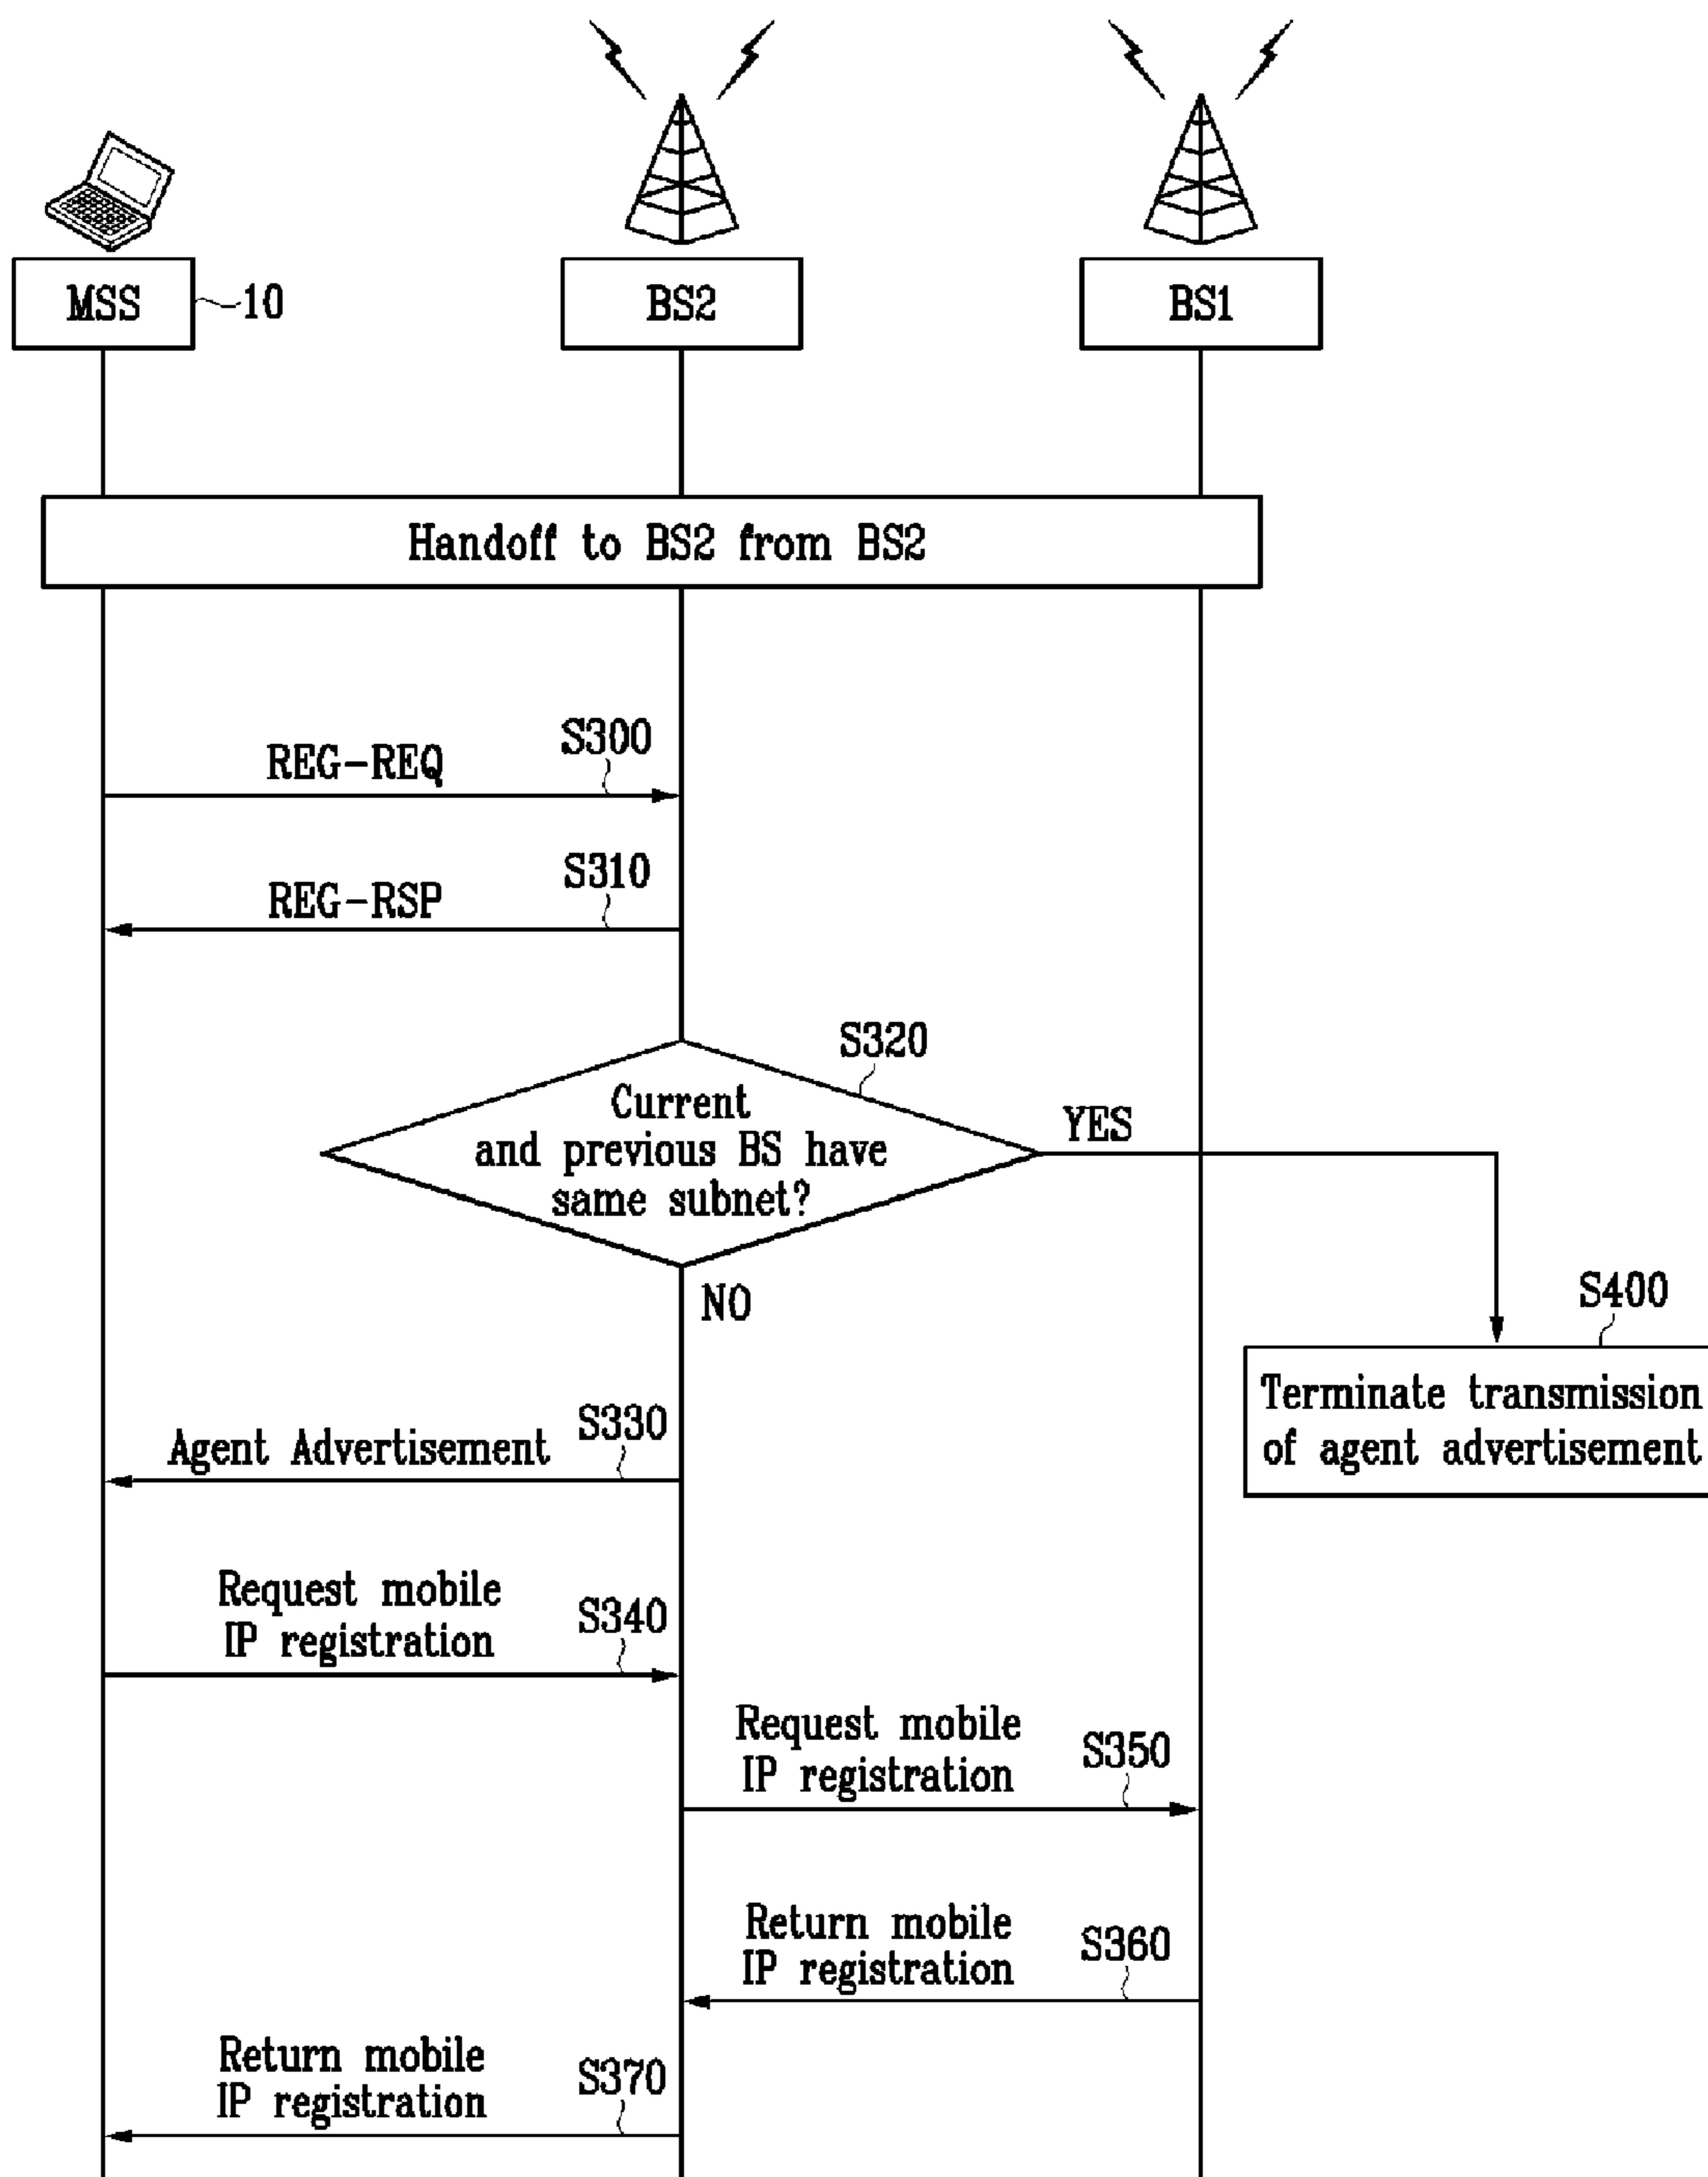 MSS
10
BS2
BS1
Handoff to BS2 from BS2
S300
REG-REQ
S310
REG-RSP
S320
Current
and previous BS have
same subnet?
YES
NO
S400
Terminate transmission
of agent advertisement
S330
Agent Advertisement
Request mobile
IP registration
S340
Request mobile
IP registration
S350
Return mobile
IP registration
S360
Return mobile
IP registration
S370